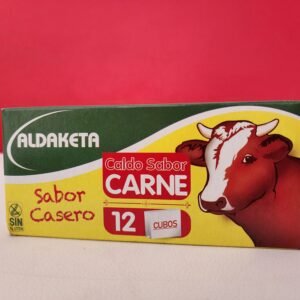 ALDAKETA
Caldo Sabor
CARNE
Sabor
Casero
12
CUBOS
SIN